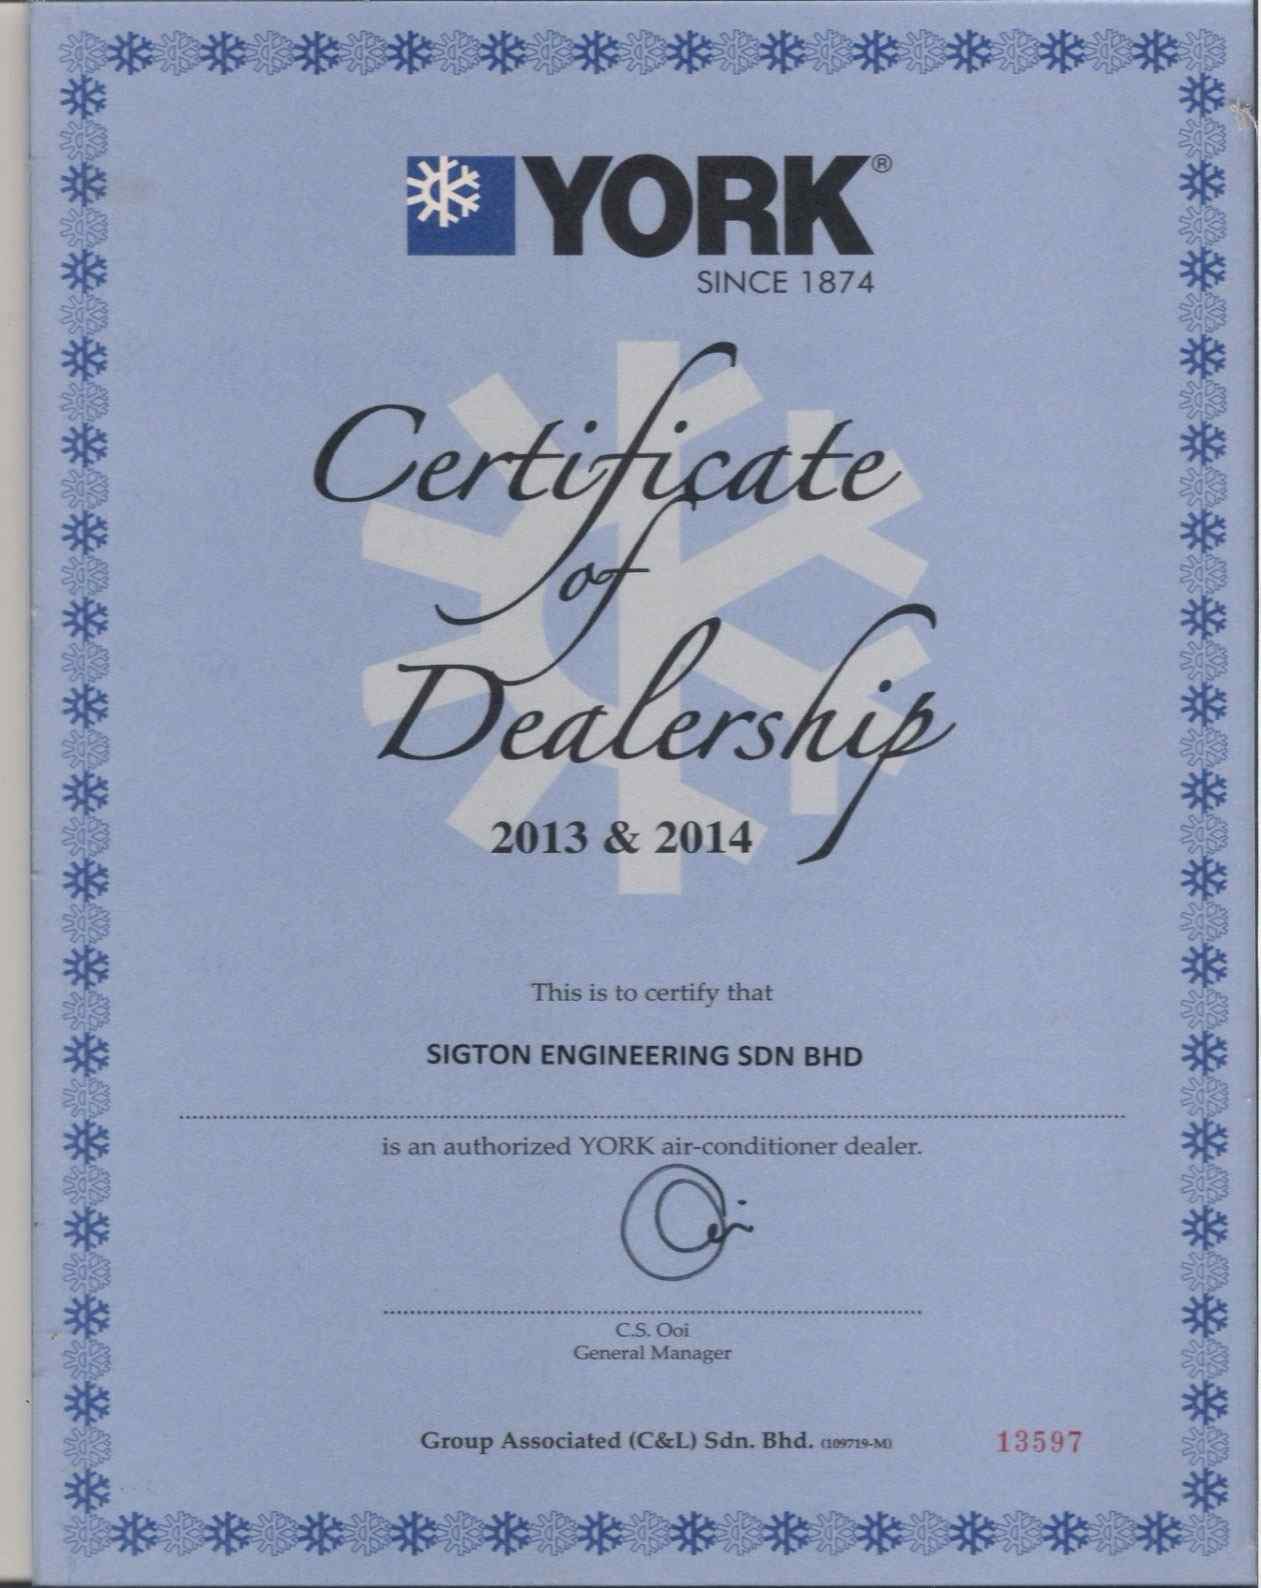 YORK®
SINCE 1874
Certificate
of
Dealership
2013 & 2014
This is to certify that
SIGTON ENGINEERING SDN BHD
is an authorized YORK air-conditioner dealer.
Ooi
C.S. Ooi
General Manager
Group Associated (C&L) Sdn. Bhd. (109719-M)
13597